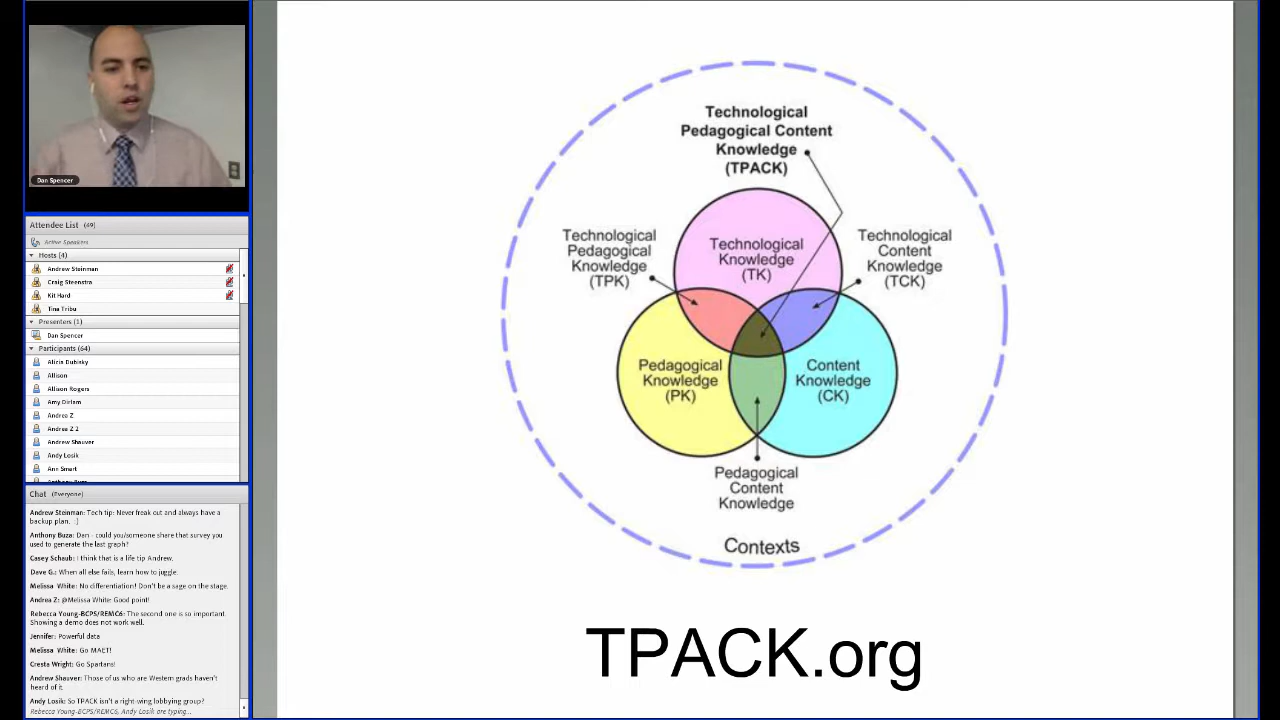 Dan Spencer
Attendee List (69)
Active Speakers
Hosts (4)
Andrew Steinman
Craig Steenstra
Kit Hard
Tina Tribu
Presenters (1)
Dan Spencer
Participants (64)
Alicia Dubinky
Allison
Allison Rogers
Amy Dirlam
Andrea Z
Andrea Z 2
Andrew Shauver
Andy Losik
Ann Smart
Chat (Everyone)
Andrew Steinman: Tech tip: Never freak out and always have a
backup plan. :)
Anthony Buza: Dan - could you/someone share that survey you
used to generate the last graph?
Casey Schaub: I think that is a life tip Andrew.
Dave G.: When all else fails, learn how to juggle.
Melissa White: No differentiation! Don't be a sage on the stage.
Andrea Z: @Melissa White: Good point!
Rebecca Young-BCPS/REMC6: The second one is so important.
Showing a demo does not work well.
Jennifer: Powerful data
Melissa White: Go MAET!
Cresta Wright: Go Spartans!
Andrew Shauver: Those of us who are Western grads haven't
heard of it.
Andy Losik: So TPACK isn't a right-wing lobbying group?
Rebecca Young-BCPS/REMC6, Andy Losik are typing...
Technological
Pedagogical Content
Knowledge
(TPACK)
Technological
Pedagogical
Knowledge
(TPK)
Technological
Knowledge
(TK)
Technological
Content
Knowledge
(TCK)
Pedagogical
Knowledge
(PK)
Content
Knowledge
(CK)
Pedagogical
Content
Knowledge
Contexts
TPACK.org